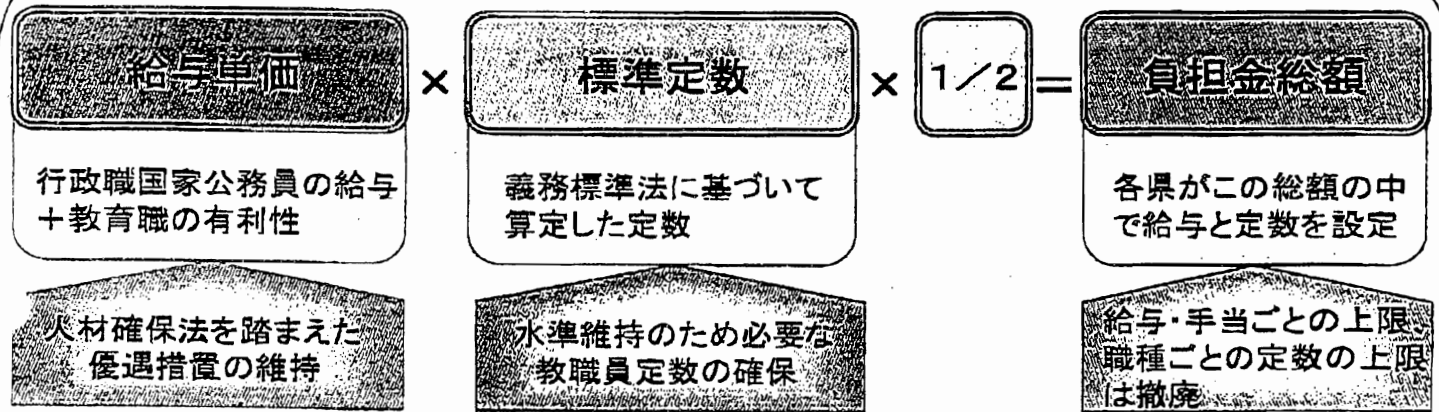 給与単価 × 標準定数 × 1/2 = 負担金総額
行政職国家公務員の給与
+教育職の有利性
義務標準法に基づいて
算定した定数
各県がこの総額の中
で給与と定数を設定
人材確保法を踏まえた
優遇措置の維持
水準維持のため必要な
教職員定数の確保
給与・手当ごとの上限、
職種ごとの定数の上限
は撤廃